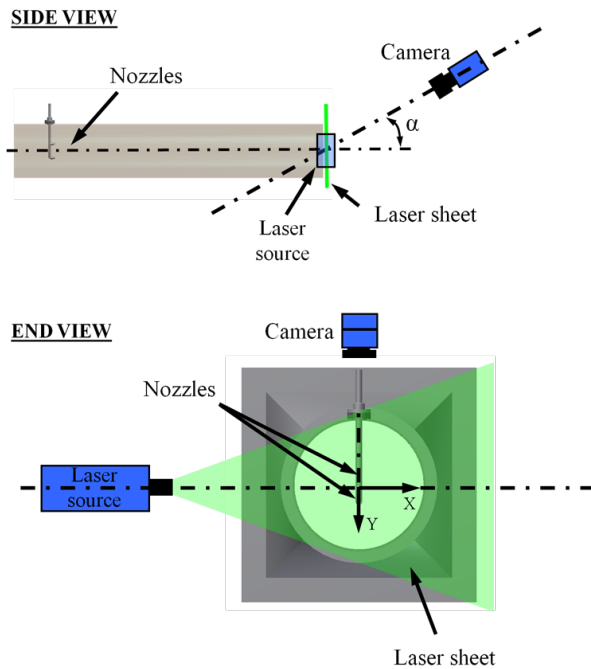 SIDE VIEW
Camera
Nozzles
α
Laser
source
Laser sheet
END VIEW
Camera
Nozzles
Laser
source
X
Y
Laser sheet